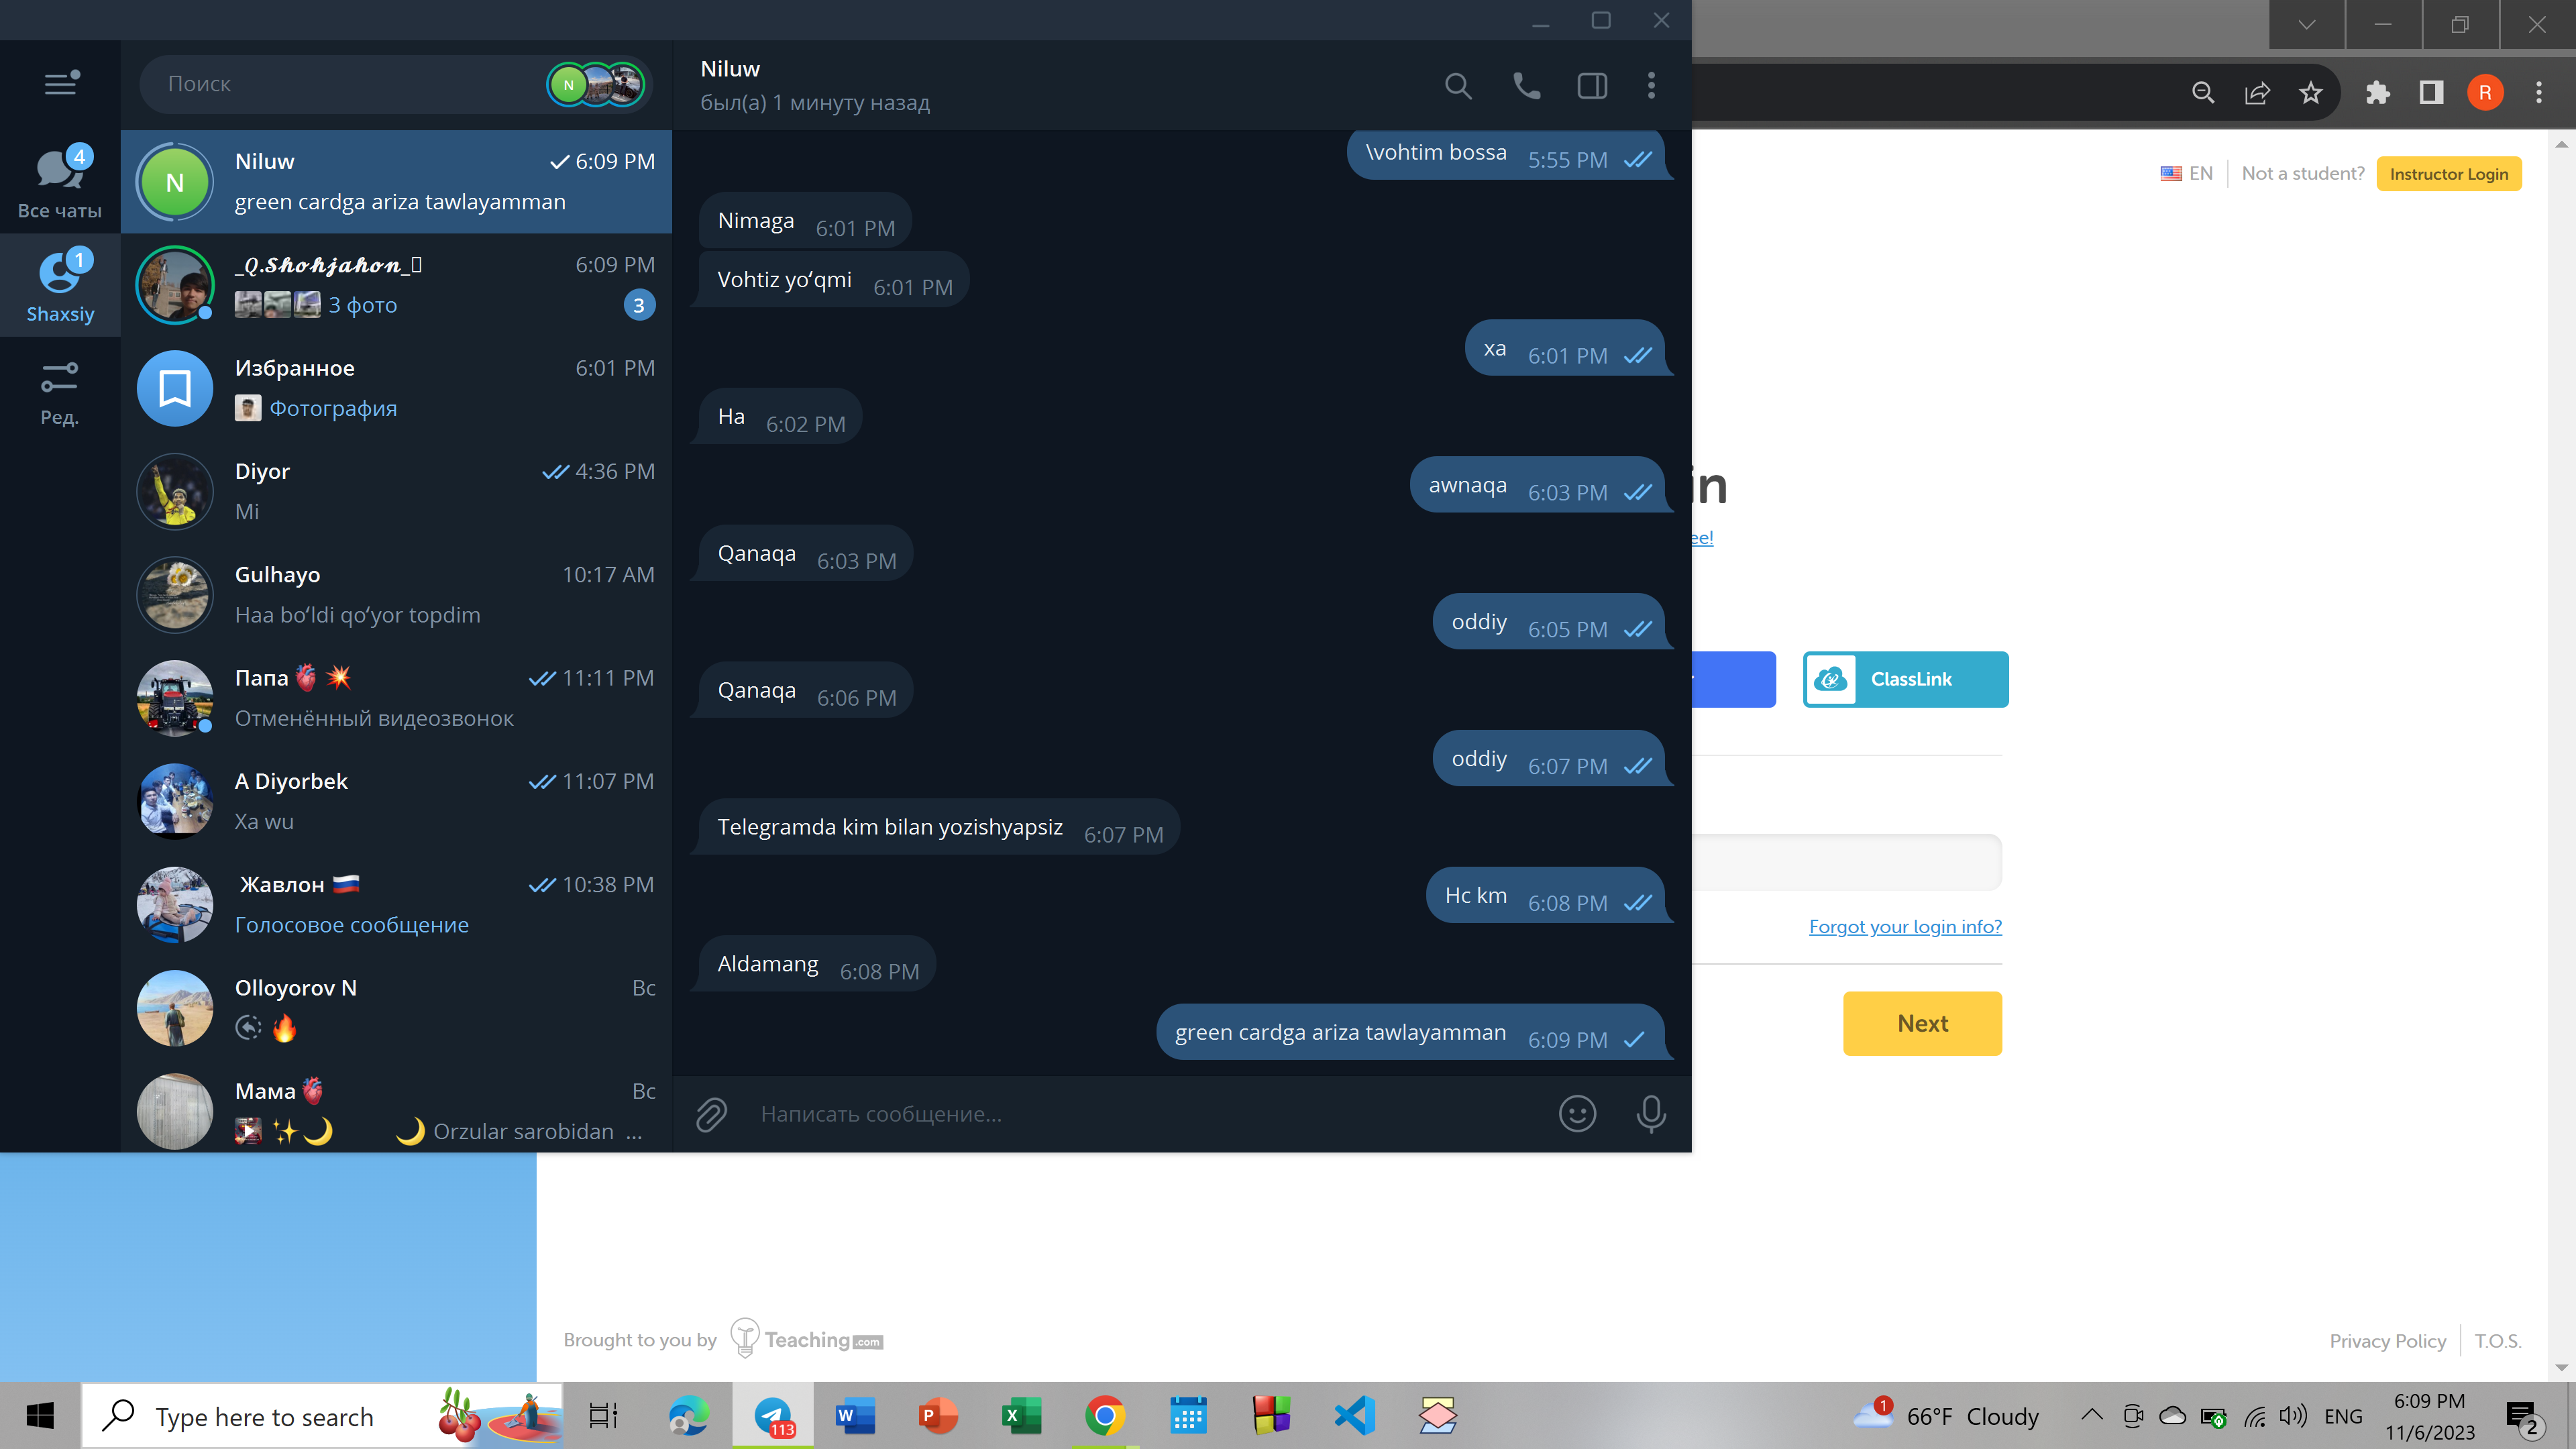 Поиск
N
Niluw
был(а) 1 минуту назад
4
Все чаты
1
Shaxsiy
Ред.
N
Niluw
6:09 PM
green cardga ariza tawlayamman
_Q.𝓢𝓱𝓸𝓱𝓳𝓪𝓱𝓸𝓷_
6:09 PM
3 фото
3
Избранное
6:01 PM
Фотография
Diyor
4:36 PM
Mi
Gulhayo
10:17 AM
Haa boʻldi qoʻyor topdim
Папа🫀💥
11:11 PM
Отменённый видеозвонок
A Diyorbek
11:07 PM
Xa wu
Жавлон 🇷🇺
10:38 PM
Голосовое сообщение
Olloyorov N
Вс
🔥
Мама🫀
Вс
✨🌙 🌙 Orzular sarobidan ...
\vohtim bossa 5:55 PM
Nimaga 6:01 PM
Vohtiz yoʻqmi 6:01 PM
xa 6:01 PM
Ha 6:02 PM
awnaqa 6:03 PM
Qanaqa 6:03 PM
oddiy 6:05 PM
Qanaqa 6:06 PM
oddiy 6:07 PM
Telegramda kim bilan yozishyapsiz 6:07 PM
Hc km 6:08 PM
Aldamang 6:08 PM
green cardga ariza tawlayamman 6:09 PM
Написать сообщение...
R
EN
Not a student?
Instructor Login
in
ee!
ClassLink
Forgot your login info?
Next
Brought to you by Teaching.com
Privacy Policy
T.O.S.
Type here to search
113
W
P
X
1
66°F Cloudy
ENG
6:09 PM
11/6/2023
2